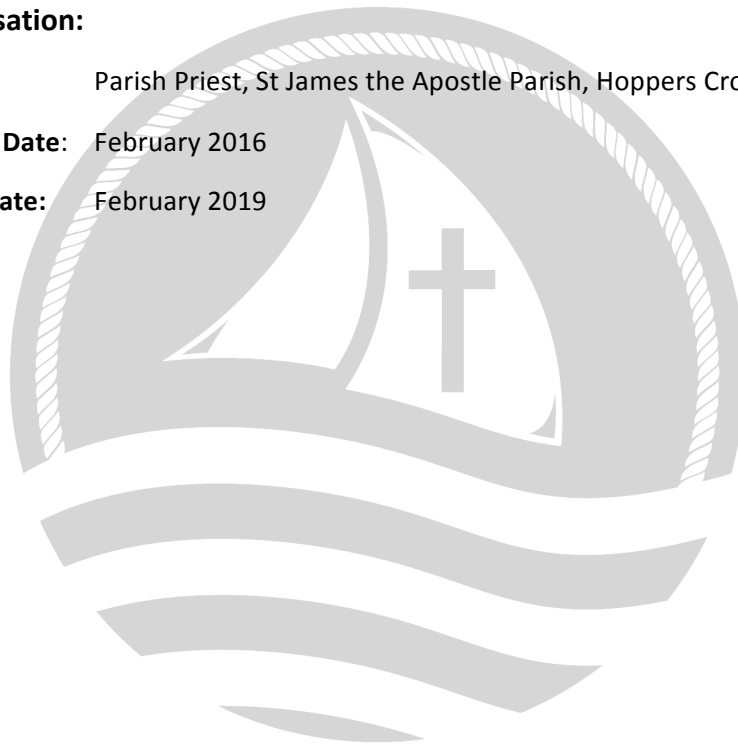 sation:
Parish Priest, St James the Apostle Parish, Hoppers Cro
Date: February 2016
ate: February 2019